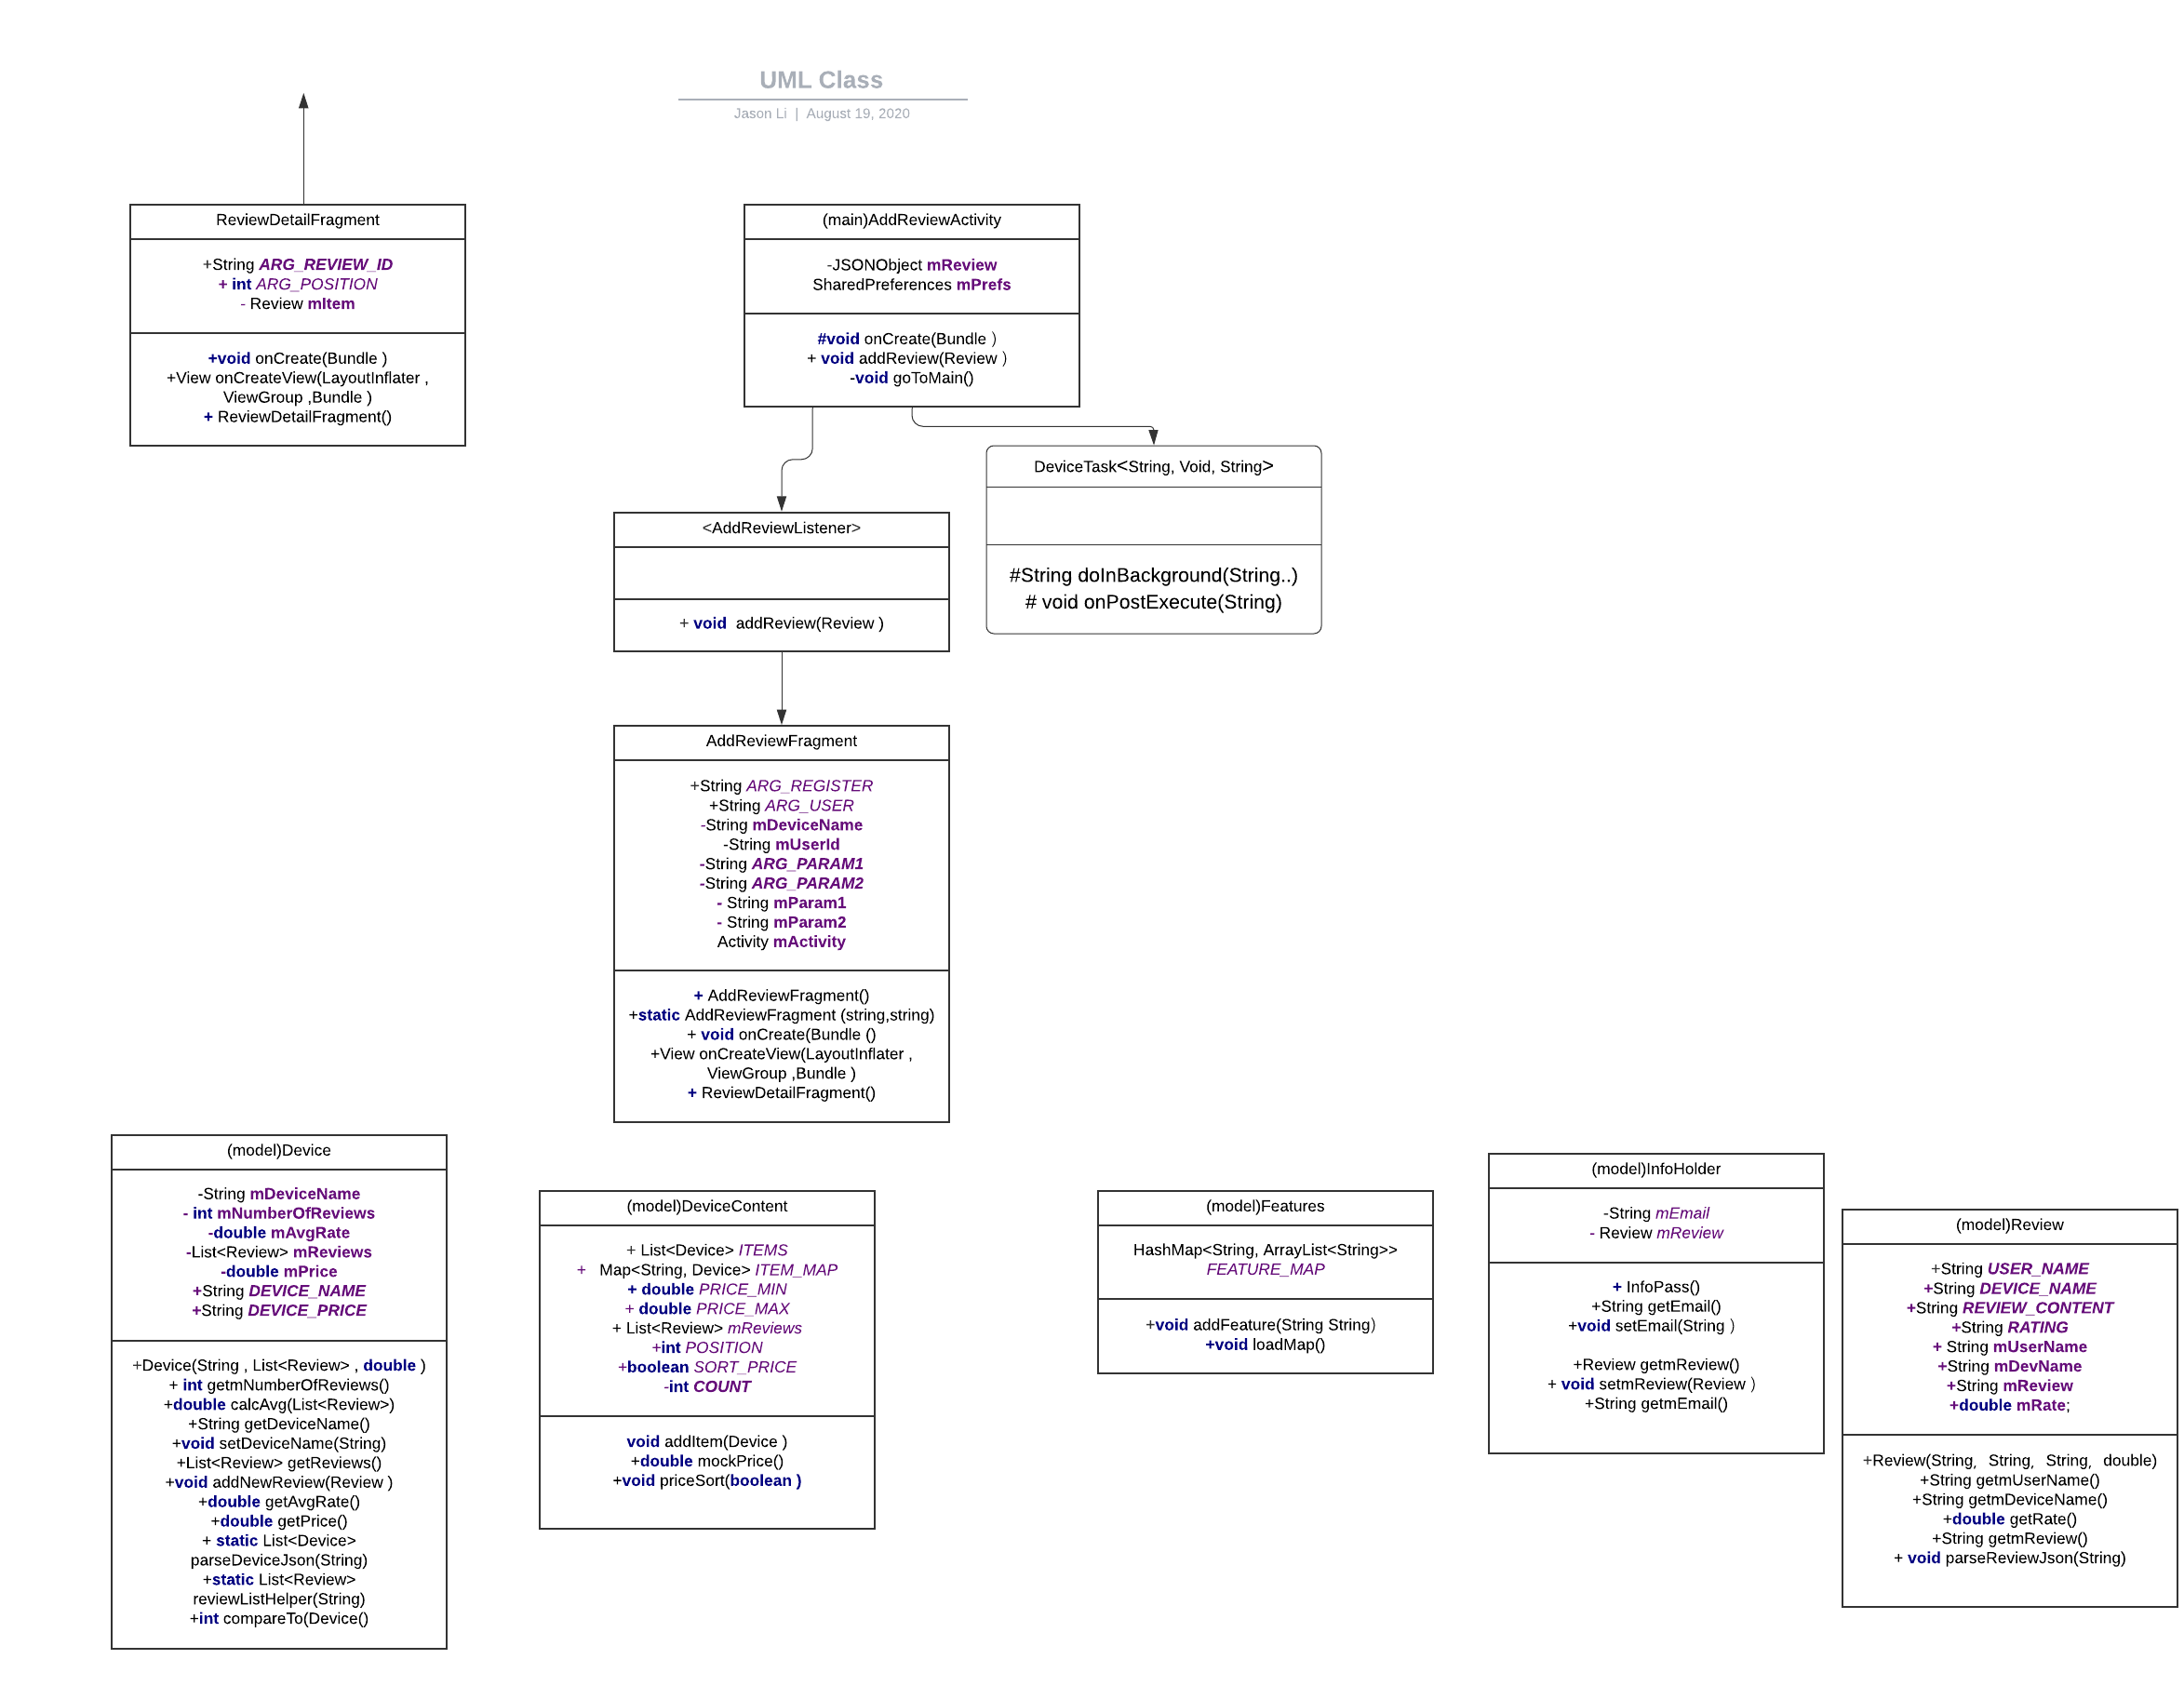 UML Class
Jason Li | August 19, 2020
ReviewDetailFragment
+String ARG_REVIEW_ID
+ int ARG_POSITION
- Review mItem
+void onCreate(Bundle )
+View onCreateView(LayoutInflater ,
ViewGroup ,Bundle )
+ ReviewDetailFragment()
(main)AddReviewActivity
-JSONObject mReview
SharedPreferences mPrefs
#void onCreate(Bundle )
+ void addReview(Review )
-void goToMain()
DeviceTask<String, Void, String>
#String doInBackground(String..)
# void onPostExecute(String)
<AddReviewListener>
+ void addReview(Review )
AddReviewFragment
+String ARG_REGISTER
+String ARG_USER
-String mDeviceName
-String mUserId
-String ARG_PARAM1
-String ARG_PARAM2
- String mParam1
- String mParam2
Activity mActivity
+ AddReviewFragment()
+static AddReviewFragment (string,string)
+ void onCreate(Bundle ()
+View onCreateView(LayoutInflater ,
ViewGroup ,Bundle )
+ ReviewDetailFragment()
(model)Device
-String mDeviceName
- int mNumberOfReviews
-double mAvgRate
-List<Review> mReviews
-double mPrice
+String DEVICE_NAME
+String DEVICE_PRICE
+Device(String , List<Review> , double )
+ int getmNumberOfReviews()
+double calcAvg(List<Review>)
+String getDeviceName()
+void setDeviceName(String)
+List<Review> getReviews()
+void addNewReview(Review )
+double getAvgRate()
+double getPrice()
+ static List<Device>
parseDeviceJson(String)
+static List<Review>
reviewListHelper(String)
+int compareTo(Device()
(model)DeviceContent
+ List<Device> ITEMS
+ Map<String, Device> ITEM_MAP
+ double PRICE_MIN
+ double PRICE_MAX
+ List<Review> mReviews
+int POSITION
+boolean SORT_PRICE
-int COUNT
void addItem(Device )
+double mockPrice()
+void priceSort(boolean )
(model)Features
HashMap<String, ArrayList<String>>
FEATURE_MAP
+void addFeature(String String)
+void loadMap()
(model)InfoHolder
-String mEmail
- Review mReview
+ InfoPass()
+String getEmail()
+void setEmail(String )
+Review getmReview()
+ void setmReview(Review )
+String getmEmail()
(model)Review
+String USER_NAME
+String DEVICE_NAME
+String REVIEW_CONTENT
+String RATING
+ String mUserName
+String mDevName
+String mReview
+double mRate;
+Review(String, String, String, double)
+String getmUserName()
+String getmDeviceName()
+double getRate()
+String getmReview()
+ void parseReviewJson(String)